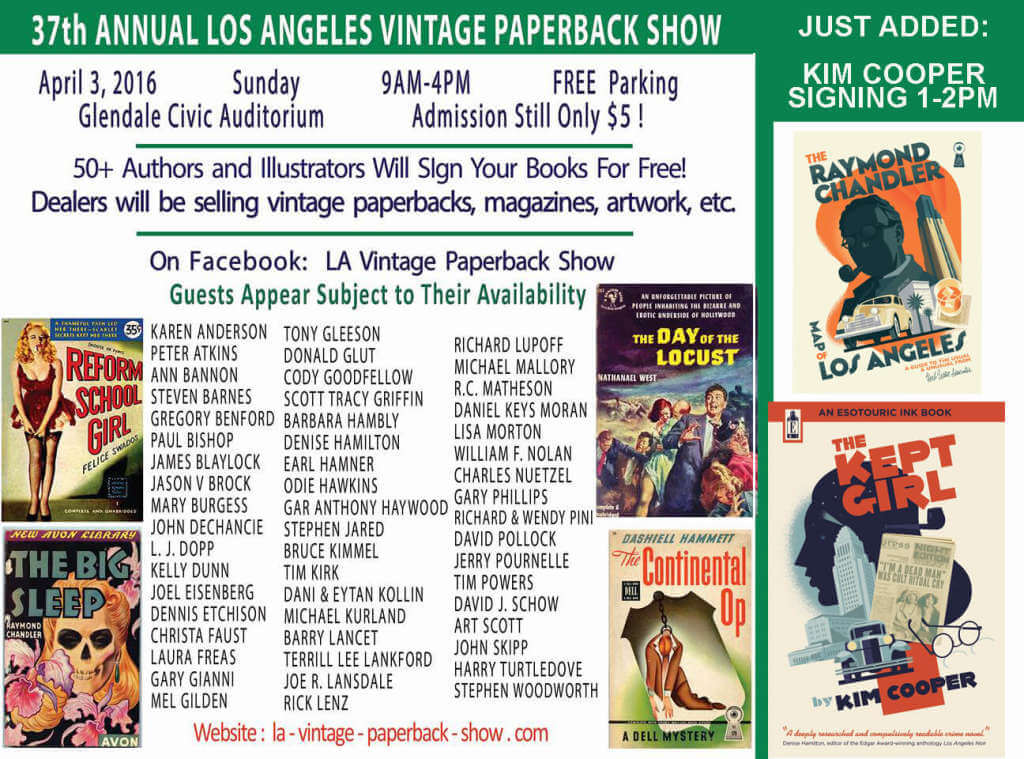 37th ANNUAL LOS ANGELES VINTAGE PAPERBACK SHOW
April 3, 2016 Sunday 9AM-4PM FREE Parking
Glendale Civic Auditorium Admission Still Only $5 !
50+ Authors and Illustrators Will SIgn Your Books For Free!
Dealers will be selling vintage paperbacks, magazines, artwork, etc.
On Facebook: LA Vintage Paperback Show
Guests Appear Subject to Their Availability
KAREN ANDERSON
PETER ATKINS
ANN BANNON
STEVEN BARNES
GREGORY BENFORD
PAUL BISHOP
JAMES BLAYLOCK
JASON V BROCK
MARY BURGESS
JOHN DECHANCIE
L. J. DOPP
KELLY DUNN
JOEL EISENBERG
DENNIS ETCHISON
CHRISTA FAUST
LAURA FREAS
GARY GIANNI
MEL GILDEN
TONY GLEESON
DONALD GLUT
CODY GOODFELLOW
SCOTT TRACY GRIFFIN
BARBARA HAMBLY
DENISE HAMILTON
EARL HAMNER
ODIE HAWKINS
GAR ANTHONY HAYWOOD
STEPHEN JARED
BRUCE KIMMEL
TIM KIRK
DANI & EYTAN KOLLIN
MICHAEL KURLAND
BARRY LANCET
TERRILL LEE LANKFORD
JOE R. LANSDALE
RICK LENZ
RICHARD LUPOFF
MICHAEL MALLORY
R.C. MATHESON
DANIEL KEYS MORAN
LISA MORTON
WILLIAM F. NOLAN
CHARLES NUETZEL
GARY PHILLIPS
RICHARD & WENDY PINI
DAVID POLLOCK
JERRY POURNELLE
TIM POWERS
DAVID J. SCHOW
ART SCOTT
JOHN SKIPP
HARRY TURTLEDOVE
STEPHEN WOODWORTH
Website : la - vintage - paperback - show . com
A SHAMEFUL PATH LED
HER THERE—SCARLET
SECRETS KEPT HER THERE
35¢
REFORM
SCHOOL
GIRL
FELICE SWADOS
COMPLETE AND UNABRIDGED
NEW AVON LIBRARY
THE BIG
SLEEP
RAYMOND
CHANDLER
AVON
AN UNFORGETTABLE PICTURE OF
PEOPLE INHABITING THE BIZARRE AND
EROTIC UNDERSIDE OF HOLLYWOOD
THE DAY OF THE
LOCUST
NATHANAEL WEST
DASHIELL HAMMETT
The Continental
Op
DELL
A DELL MYSTERY
JUST ADDED:
KIM COOPER
SIGNING 1-2PM
THE
RAYMOND
CHANDLER
MAP OF
LOS ANGELES
A GUIDE TO THE USUAL
& UNUSUAL FROM
AN ESOTOURIC INK BOOK
E
THE
KEPT
GIRL
NIGHT
EDITION
"I'M A DEAD MAN"
WAS CULT RITUAL CRY
by KIM COOPER
"A deeply researched and compulsively readable crime novel."
Denise Hamilton, editor of the Edgar Award-winning anthology Los Angeles Noir